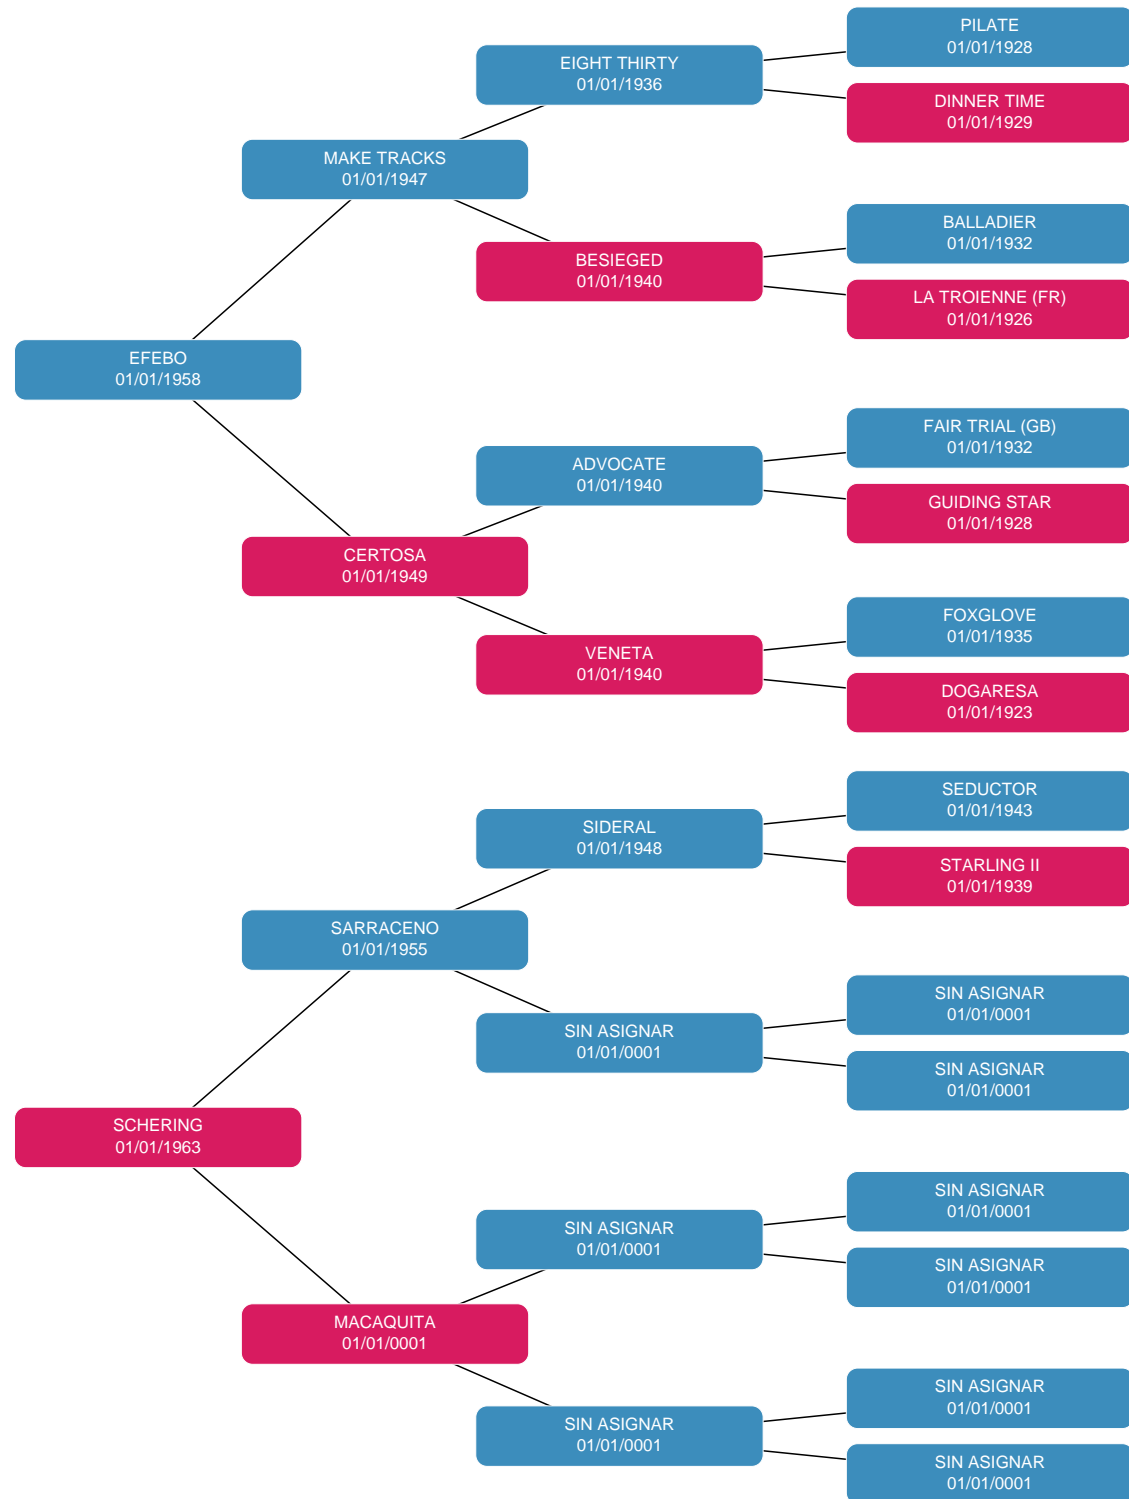 PILATE
01/01/1928
EIGHT THIRTY
01/01/1936
DINNER TIME
01/01/1929
MAKE TRACKS
01/01/1947
BALLADIER
01/01/1932
BESIEGED
01/01/1940
LA TROIENNE (FR)
01/01/1926
EFEBO
01/01/1958
FAIR TRIAL (GB)
01/01/1932
ADVOCATE
01/01/1940
GUIDING STAR
01/01/1928
CERTOSA
01/01/1949
FOXGLOVE
01/01/1935
VENETA
01/01/1940
DOGARESA
01/01/1923
SEDUCTOR
01/01/1943
SIDERAL
01/01/1948
STARLING II
01/01/1939
SARRACENO
01/01/1955
SIN ASIGNAR
01/01/0001
SIN ASIGNAR
01/01/0001
SIN ASIGNAR
01/01/0001
SCHERING
01/01/1963
SIN ASIGNAR
01/01/0001
SIN ASIGNAR
01/01/0001
SIN ASIGNAR
01/01/0001
MACAQUITA
01/01/0001
SIN ASIGNAR
01/01/0001
SIN ASIGNAR
01/01/0001
SIN ASIGNAR
01/01/0001